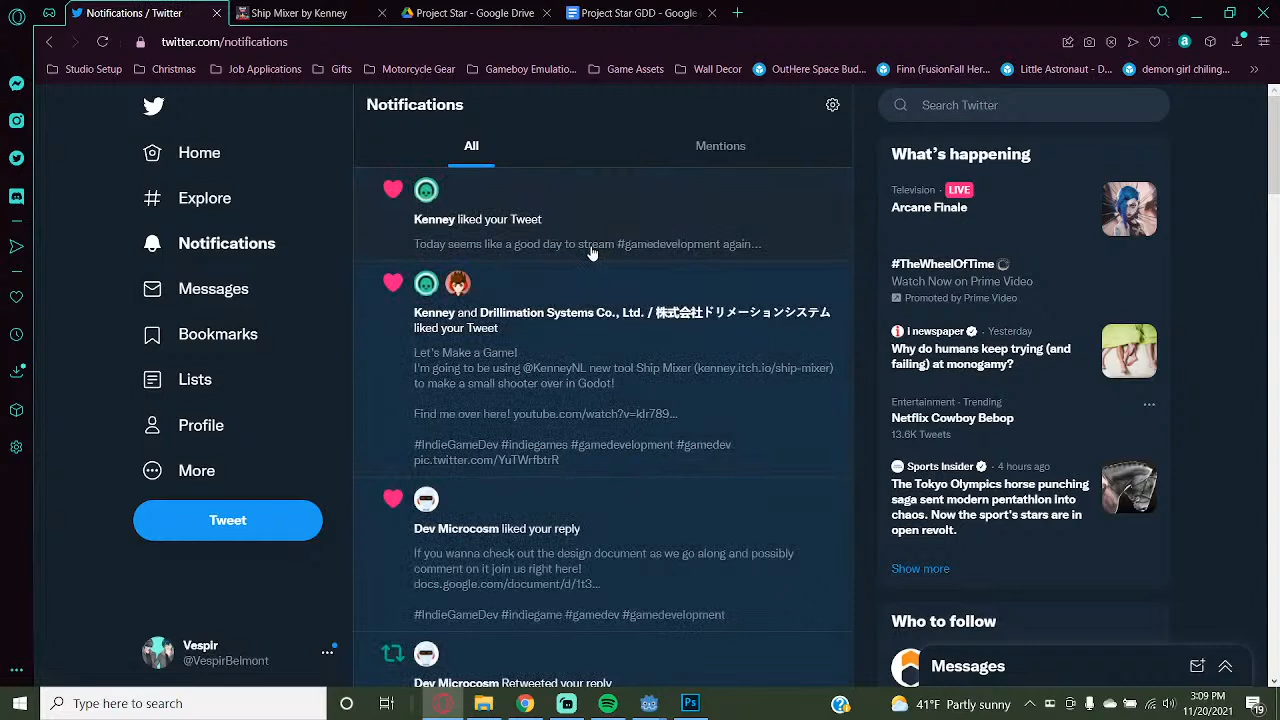 Notifications / Twitter
Ship Mixer by Kenney
Project Star - Google Drive
Project Star GDD - Google
twitter.com/notifications
Studio Setup
Christmas
Job Applications
Gifts
Motorcycle Gear
Gameboy Emulatio...
Game Assets
Wall Decor
OutHere Space Bud...
Finn (FusionFall Her...
Little Astronaut - D...
demon girl chiling...
Home
Explore
Notifications
Messages
Bookmarks
Lists
Profile
More
Tweet
VespIr
@VespirBelmont
Notifications
All
Mentions
Kenney liked your Tweet
Today seems like a good day to stream #gamedevelopment again...
Kenney and Drillimation Systems Co., Ltd. / 株式会社ドリメーションシステム
liked your Tweet
Let's Make a Game!
I'm going to be using @KenneyNL new tool Ship Mixer (kenney.itch.io/ship-mixer)
to make a small shooter over in Godot!
Find me over here! youtube.com/watch?v=klr789...
#IndieGameDev #indiegames #gamedevelopment #gamedev
pic.twitter.com/YuTWrfbtrR
Dev Microcosm liked your reply
If you wanna check out the design document as we go along and possibly
comment on it join us right here!
docs.google.com/document/d/1t3...
#IndieGameDev #indiegame #gamedev #gamedevelopment
Dev Microcosm Retweeted your reply
Search Twitter
What's happening
Television · LIVE
Arcane Finale
#TheWheelOfTime
Watch Now on Prime Video
Promoted by Prime Video
i newspaper · Yesterday
Why do humans keep trying (and
failing) at monogamy?
Entertainment · Trending
Netflix Cowboy Bebop
13.6K Tweets
Sports Insider · 4 hours ago
The Tokyo Olympics horse punching
saga sent modern pentathlon into
chaos. Now the sport's stars are in
open revolt.
Show more
Who to follow
Messages
Type here to search
Ps
41°F Partly sunny
3:09 PM
11/20/2021